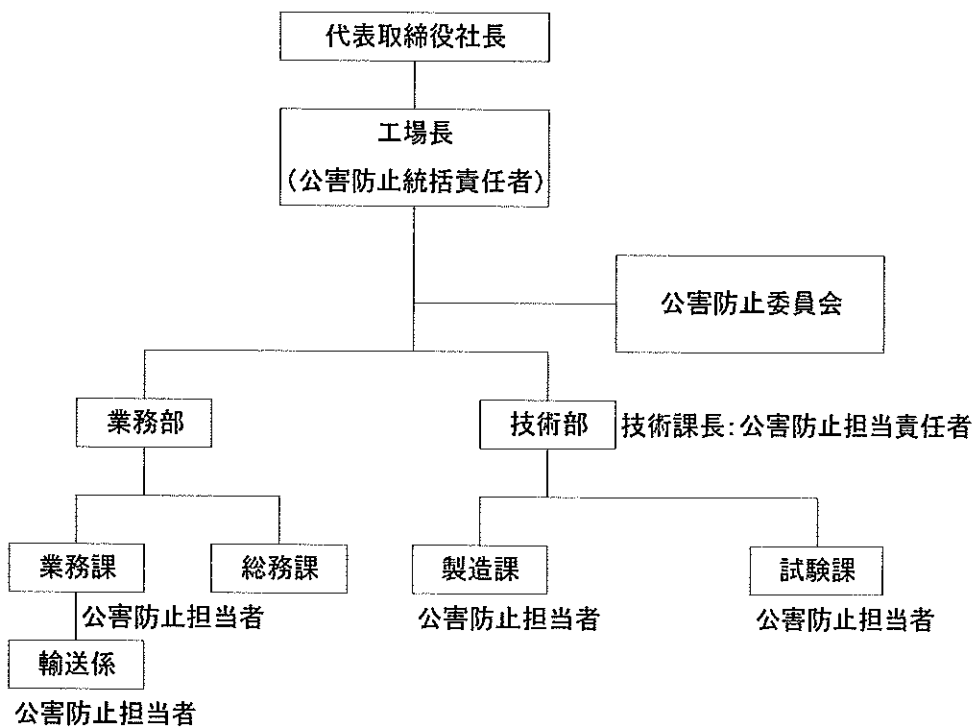 代表取締役社長
工場長
（公害防止統括責任者）
公害防止委員会
業務部
技術部
技術課長：公害防止担当責任者
業務課
総務課
製造課
試験課
公害防止担当者
公害防止担当者
公害防止担当者
輸送係
公害防止担当者